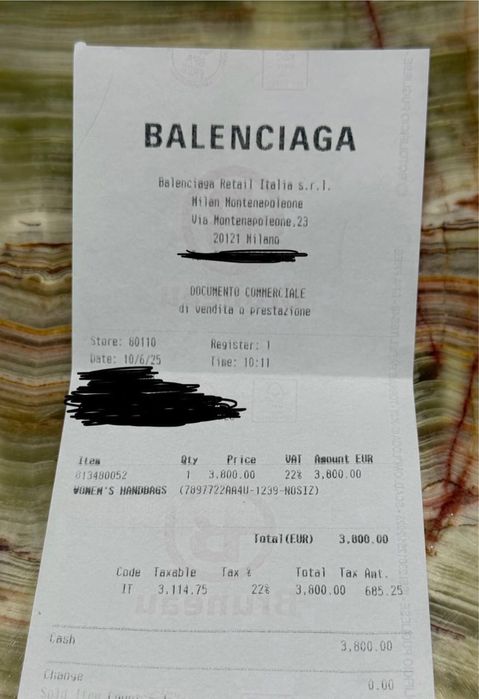 BALENCIAGA
Balenciaga Retail Italia s.r.l.
Milan Montenapoleone
Via Montenapoleone,23
20121 Milano
DOCUMENTO COMMERCIALE
di vendita o prestazione
Store: 80110 Register: 1
Date: 10/6/25 Time: 10:11
Item Qty Price VAT Amount EUR
813480052 1 3,800.00 22% 3,800.00
WOMEN'S HANDBAGS (7897722AA4U-1239-NOSIZ)
Total(EUR) 3,800.00
Code Taxable Tax % Total Tax Amt.
IT 3,114.75 22% 3,800.00 685.25
Cash 3,800.00
Change 0.00
Sold Item
Bruneau